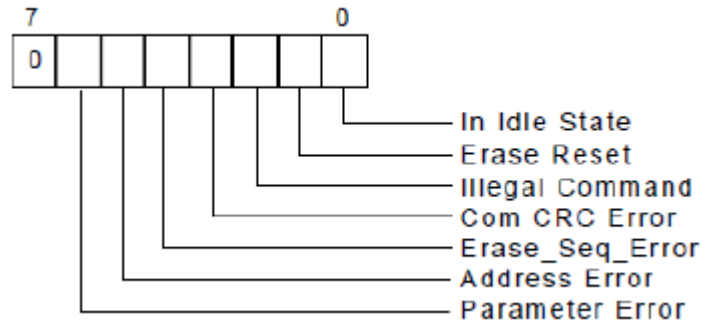 7 0
0
In Idle State
Erase Reset
Illegal Command
Com CRC Error
Erase_Seq_Error
Address Error
Parameter Error